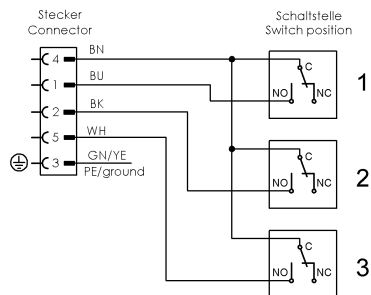 Stecker
Connector
Schaltstelle
Switch position
4 BN
1 BU
2 BK
5 WH
3 GN/YE
PE/ground
C
NO NC
1
C
NO NC
2
C
NO NC
3